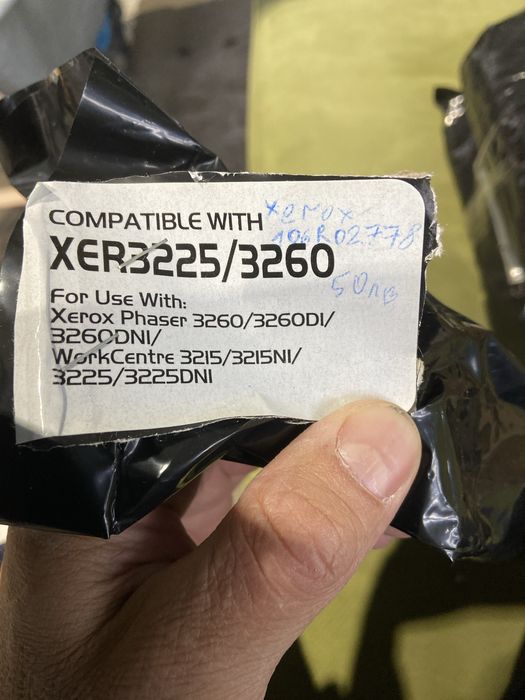 COMPATIBLE WITH
xerox
106R02778
XER3225/3260
50лв
For Use With:
Xerox Phaser 3260/3260DI/
3260DNI/
WorkCentre 3215/3215NI/
3225/3225DNI